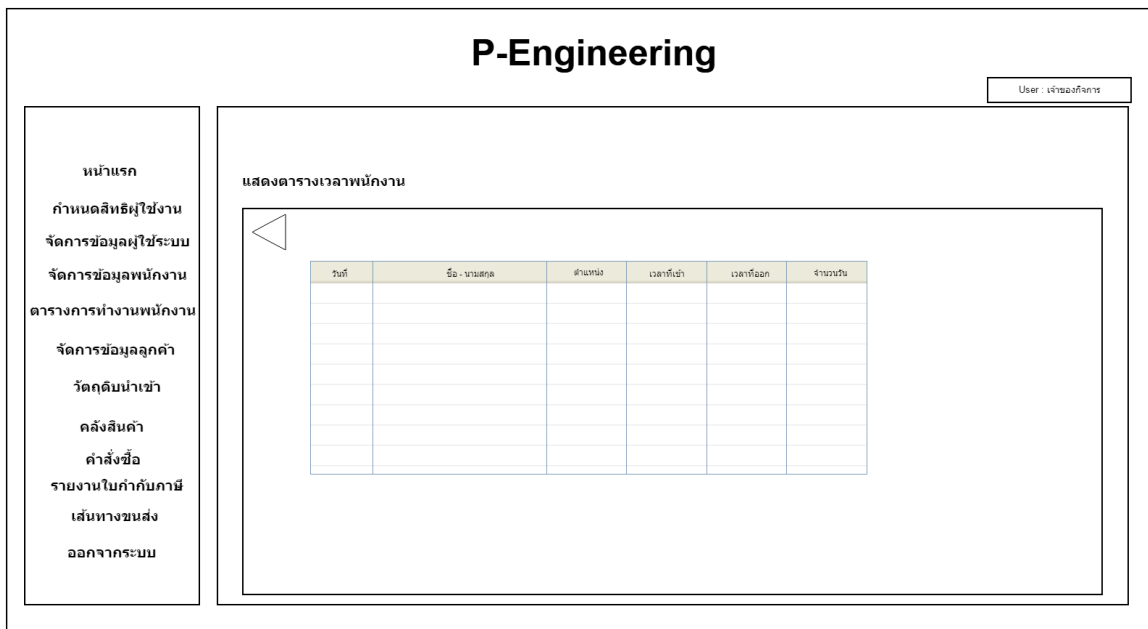 P-Engineering
User : เจ้าของกิจการ
หน้าแรก
กำหนดสิทธิผู้ใช้งาน
จัดการข้อมูลผู้ใช้ระบบ
จัดการข้อมูลพนักงาน
ตารางการทำงานพนักงาน
จัดการข้อมูลลูกค้า
วัตถุดิบนำเข้า
คลังสินค้า
คำสั่งซื้อ
รายงานใบกำกับภาษี
เส้นทางขนส่ง
ออกจากระบบ
แสดงตารางเวลาพนักงาน
วันที่ ชื่อ - นามสกุล ตำแหน่ง เวลาที่เข้า เวลาที่ออก จำนวนวัน